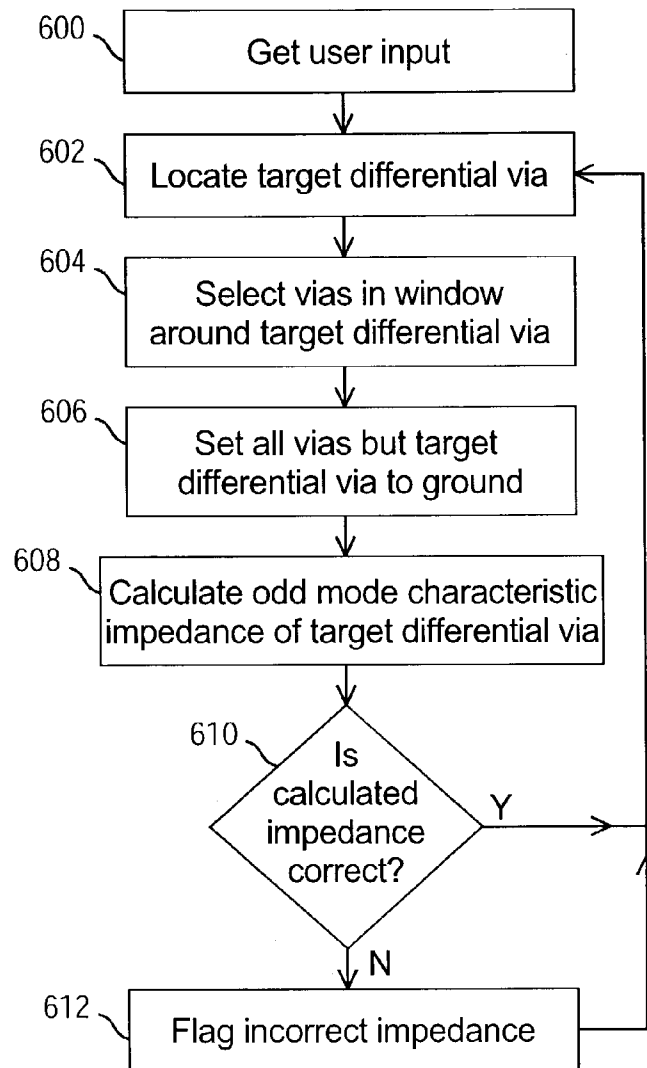 600
Get user input
602
Locate target differential via
604
Select vias in window
around target differential via
606
Set all vias but target
differential via to ground
608
Calculate odd mode characteristic
impedance of target differential via
610
Is
calculated
impedance
correct?
Y
N
612
Flag incorrect impedance